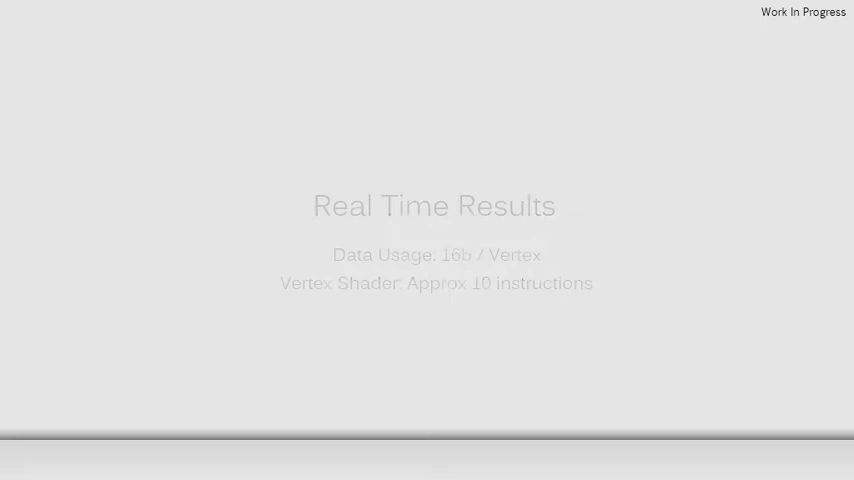 Work In Progress
Real Time Results
Data Usage: 16b / Vertex
Vertex Shader: Approx 10 instructions